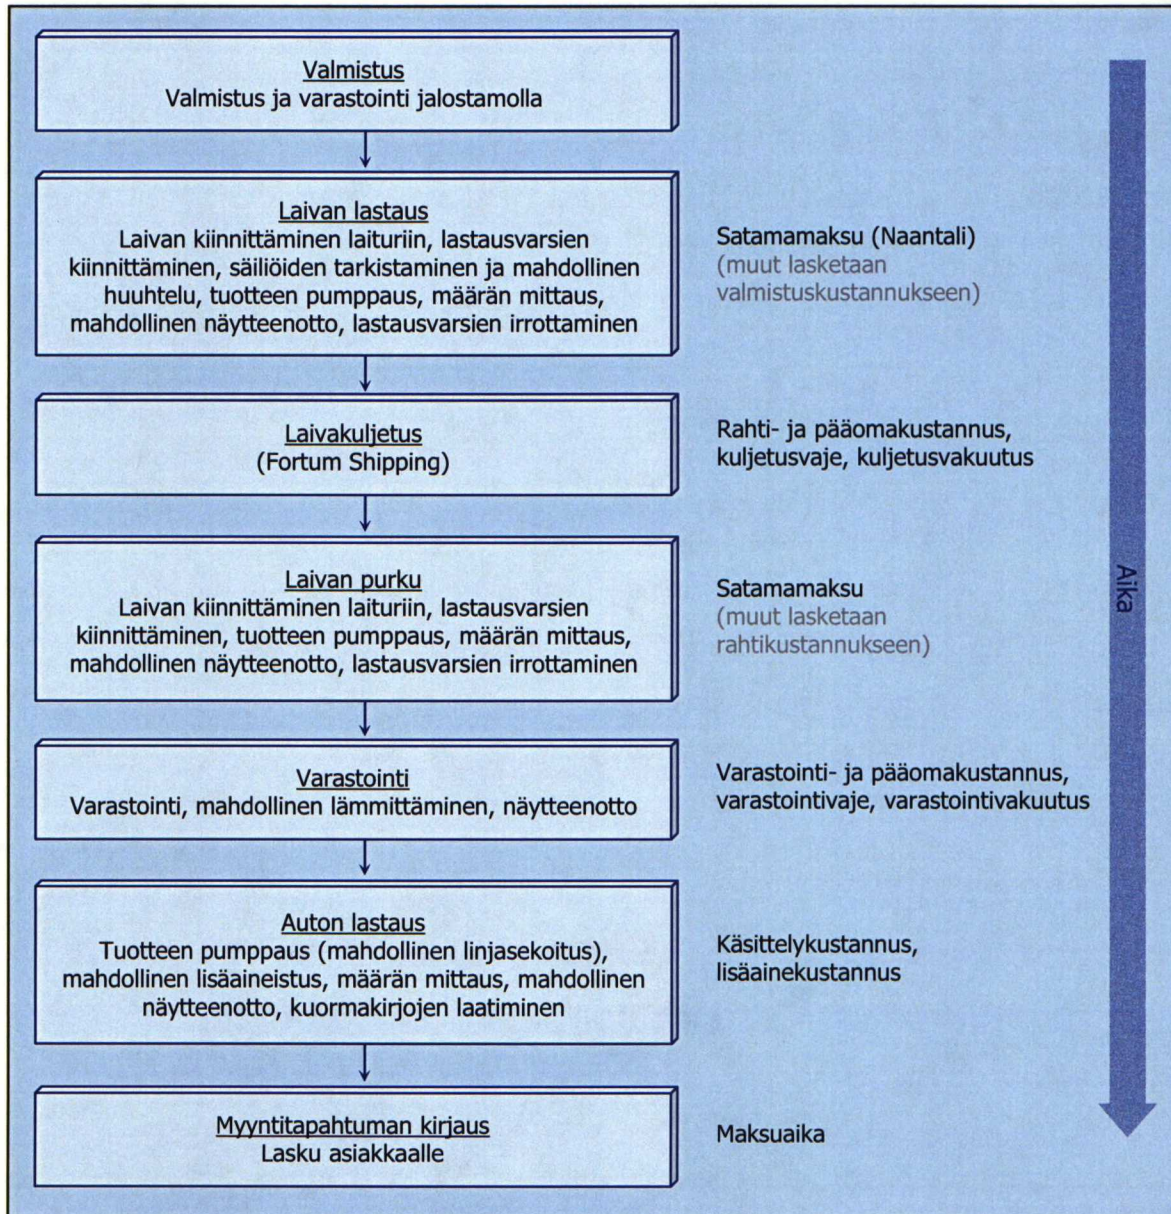 Valmistus
Valmistus ja varastointi jalostamolla
Laivan lastaus
Laivan kiinnittäminen laituriin, lastausvarsien
kiinnittäminen, säiliöiden tarkistaminen ja mahdollinen
huuhtelu, tuotteen pumppaus, määrän mittaus,
mahdollinen näytteenotto, lastausvarsien irrottaminen
Satamamaksu (Naantali)
(muut lasketaan
valmistuskustannukseen)
Laivakuljetus
(Fortum Shipping)
Rahti- ja pääomakustannus,
kuljetusvaje, kuljetusvakuutus
Laivan purku
Laivan kiinnittäminen laituriin, lastausvarsien
kiinnittäminen, tuotteen pumppaus, määrän mittaus,
mahdollinen näytteenotto, lastausvarsien irrottaminen
Satamamaksu
(muut lasketaan
rahtikustannukseen)
Aika
Varastointi
Varastointi, mahdollinen lämmittäminen, näytteenotto
Varastointi- ja pääomakustannus,
varastointivaje, varastointivakuutus
Auton lastaus
Tuotteen pumppaus (mahdollinen linjasekoitus),
mahdollinen lisäaineistus, määrän mittaus, mahdollinen
näytteenotto, kuormakirjojen laatiminen
Käsittelykustannus,
lisäainekustannus
Myyntitapahtuman kirjaus
Lasku asiakkaalle
Maksuaika